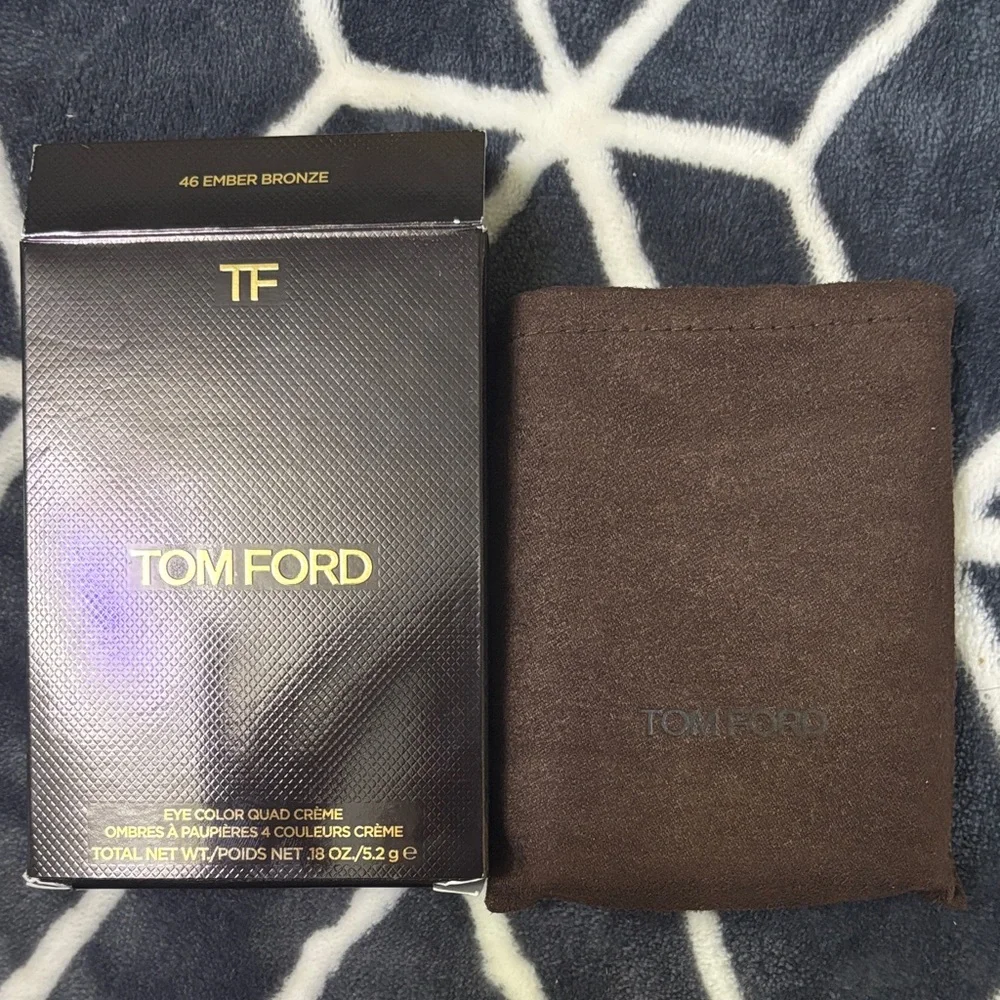 46 EMBER BRONZE
TF
TOM FORD
EYE COLOR QUAD CRÈME
OMBRES À PAUPIÈRES 4 COULEURS CRÈME
TOTAL NET WT./POIDS NET .18 OZ./5.2 g ℮
TOM FORD